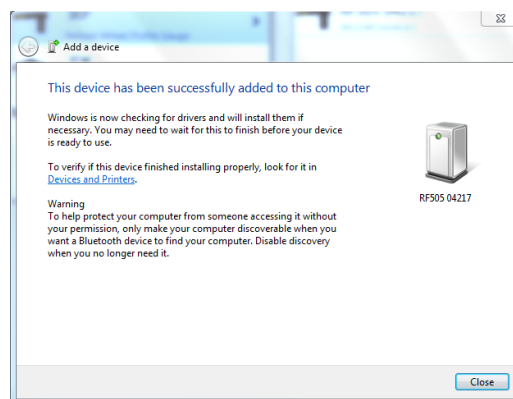 Add a device
This device has been successfully added to this computer
Windows is now checking for drivers and will install them if
necessary. You may need to wait for this to finish before your device
is ready to use.
To verify if this device finished installing properly, look for it in
Devices and Printers.
RF505 04217
Warning
To help protect your computer from someone accessing it without
your permission, only make your computer discoverable when you
want a Bluetooth device to find your computer. Disable discovery
when you no longer need it.
Close